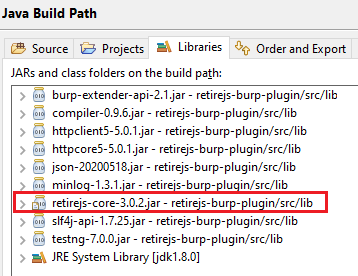 Java Build Path
Source Projects Libraries Order and Export
JARs and class folders on the build path:
burp-extender-api-2.1.jar - retirejs-burp-plugin/src/lib
compiler-0.9.6.jar - retirejs-burp-plugin/src/lib
httpclient5-5.0.1.jar - retirejs-burp-plugin/src/lib
httpcore5-5.0.1.jar - retirejs-burp-plugin/src/lib
json-20200518.jar - retirejs-burp-plugin/src/lib
minlog-1.3.1.jar - retirejs-burp-plugin/src/lib
retirejs-core-3.0.2.jar - retirejs-burp-plugin/src/lib
slf4j-api-1.7.25.jar - retirejs-burp-plugin/src/lib
testng-7.0.0.jar - retirejs-burp-plugin/src/lib
JRE System Library [jdk1.8.0]